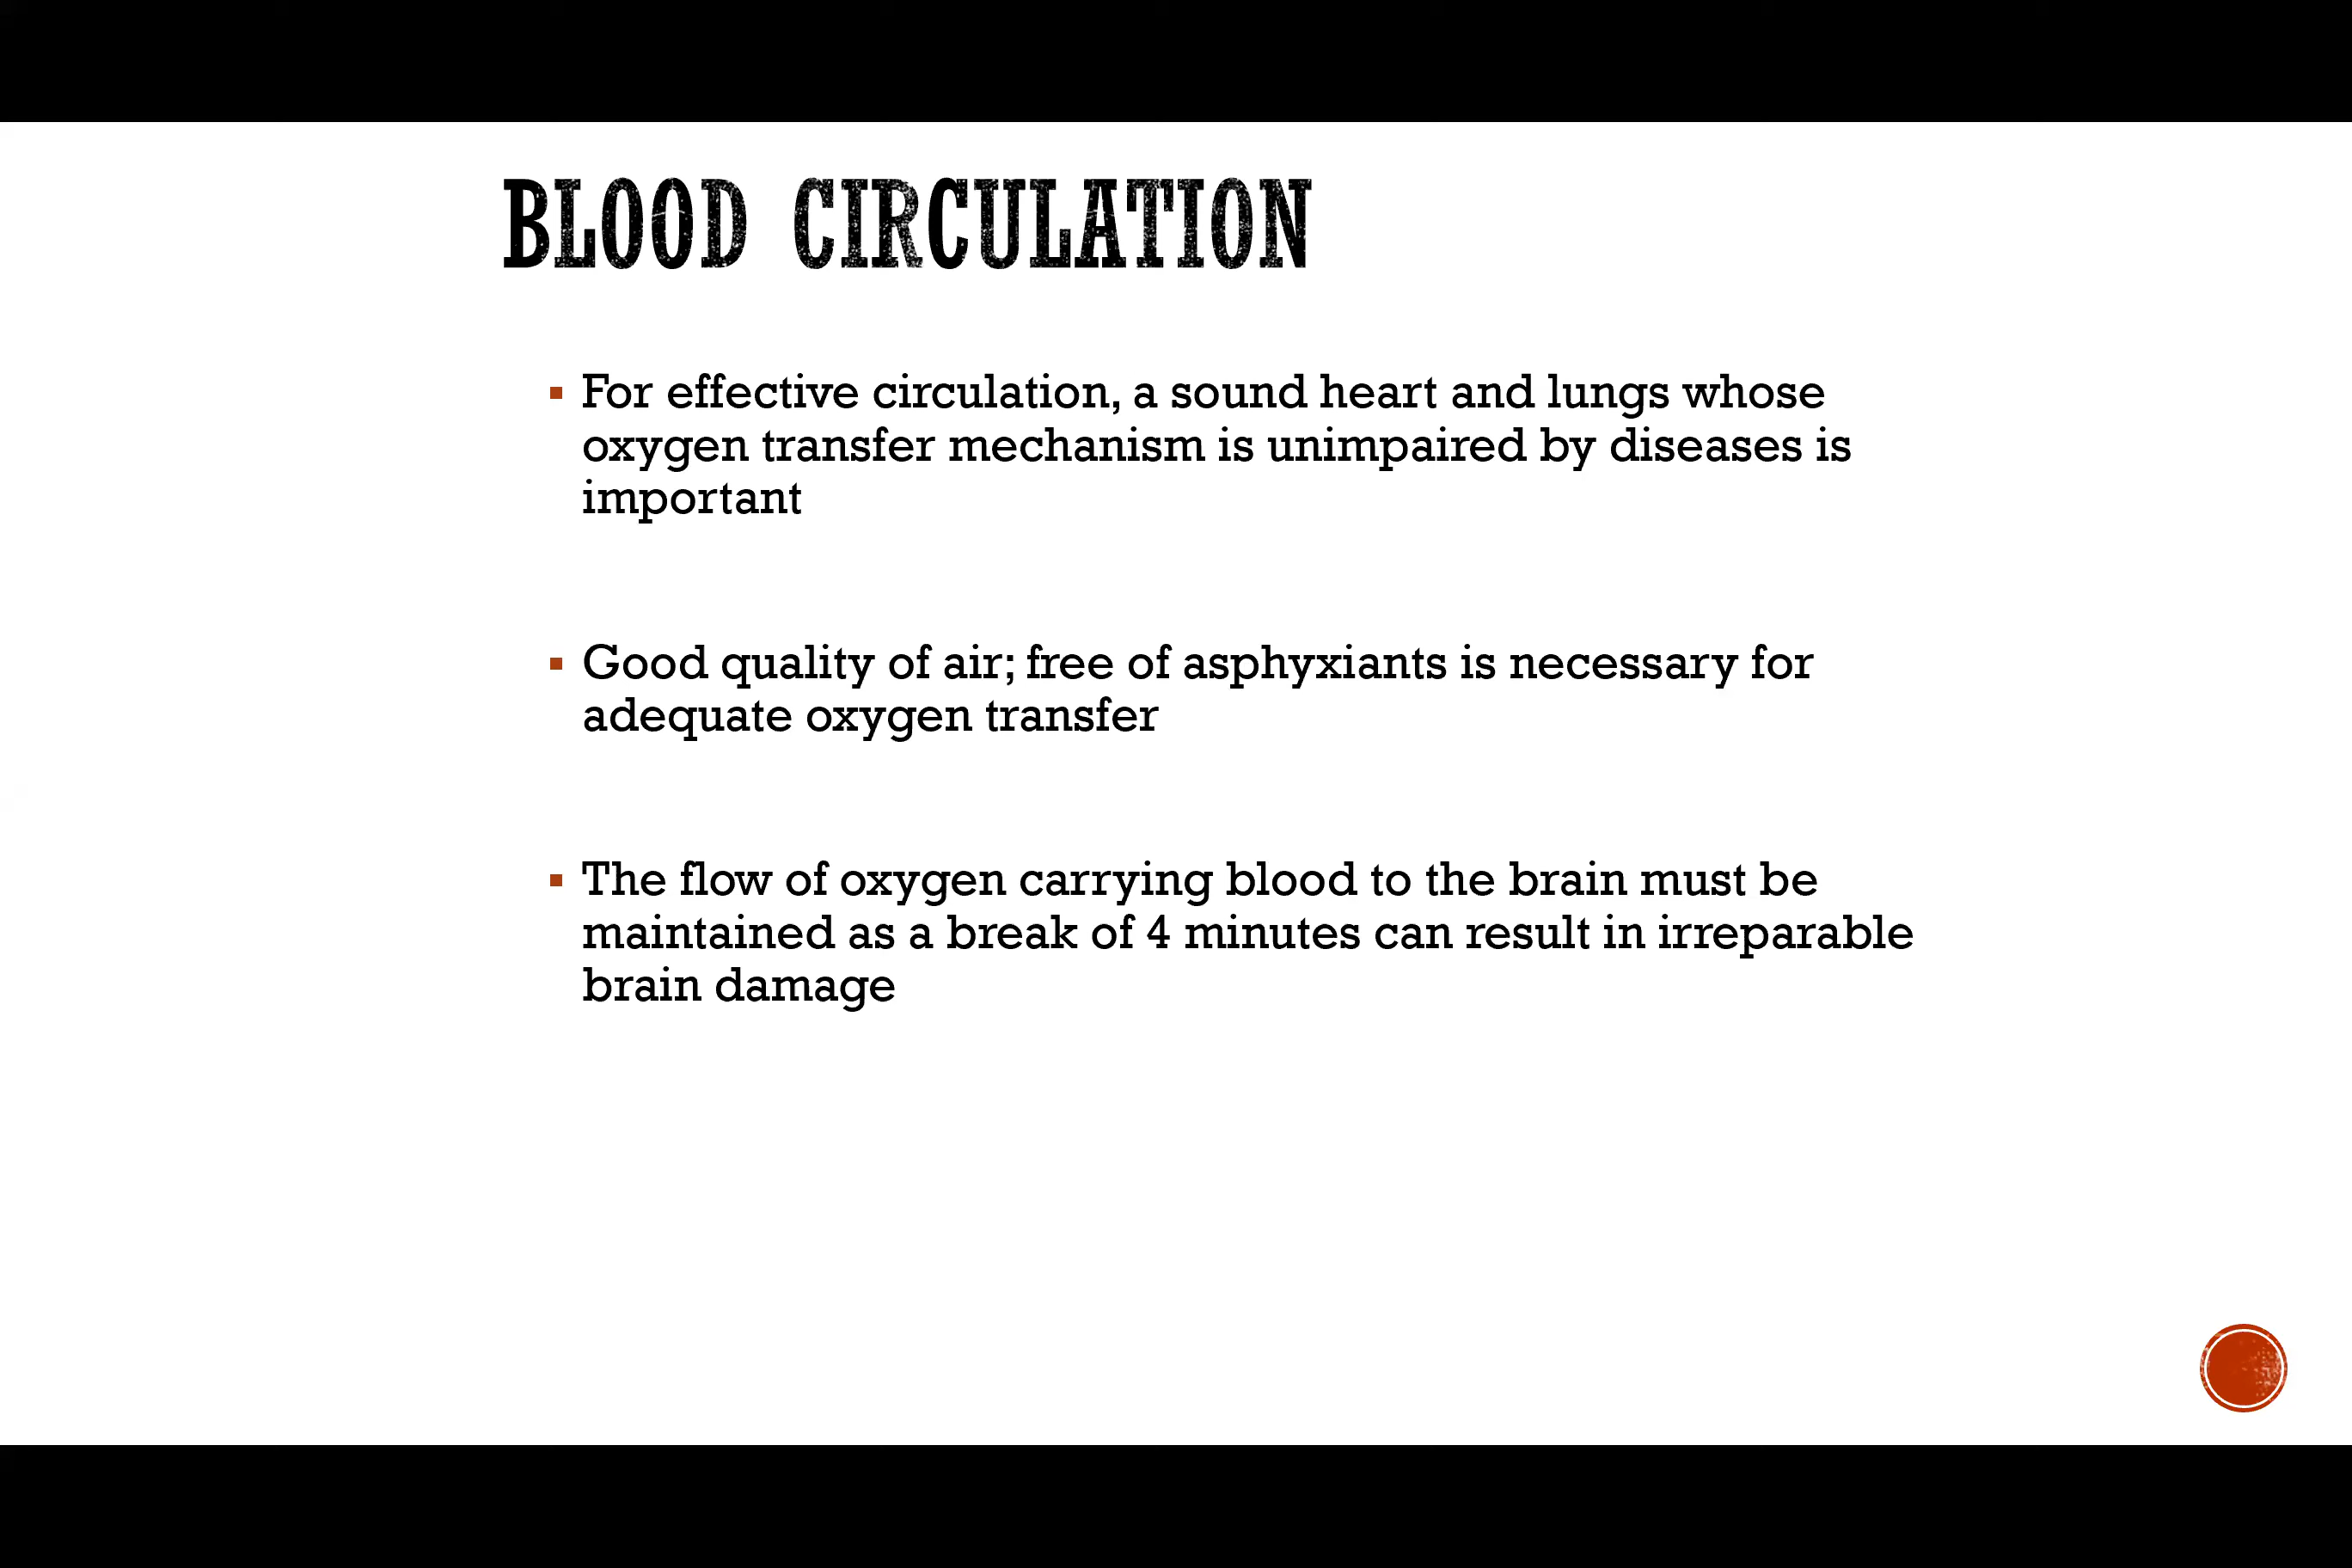 BLOOD CIRCULATION
▪ For effective circulation, a sound heart and lungs whose
oxygen transfer mechanism is unimpaired by diseases is
important
▪ Good quality of air; free of asphyxiants is necessary for
adequate oxygen transfer
▪ The flow of oxygen carrying blood to the brain must be
maintained as a break of 4 minutes can result in irreparable
brain damage